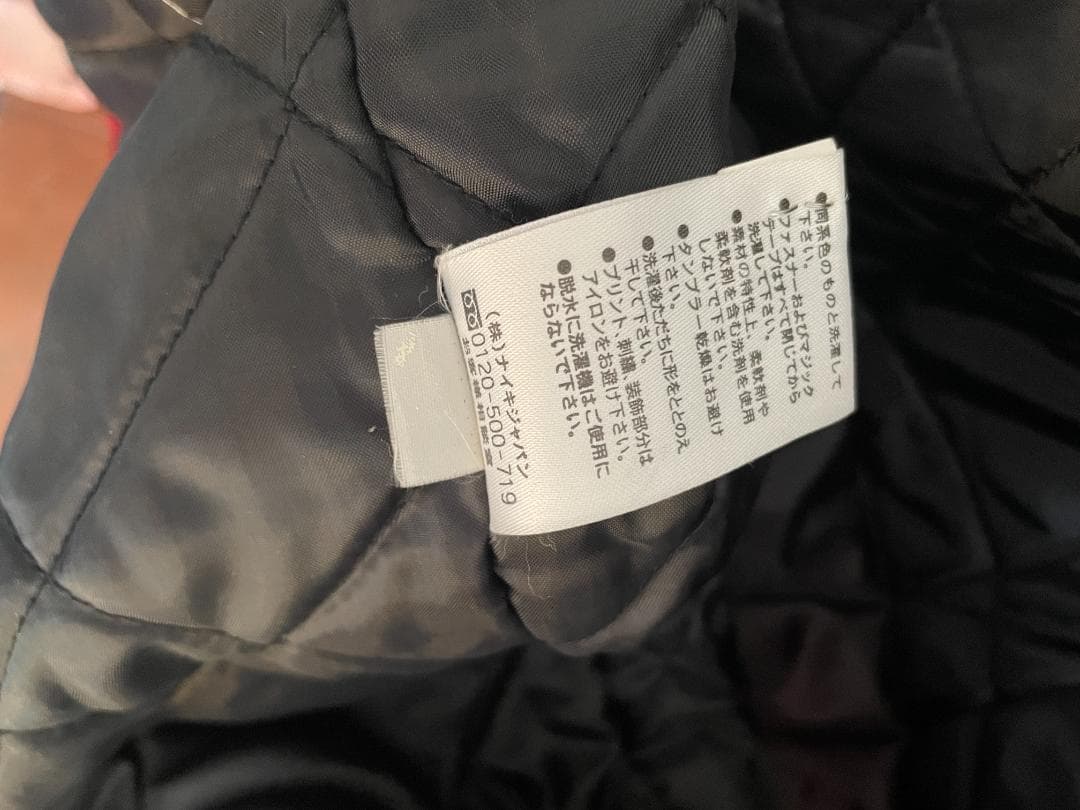 ●同系色のものと洗濯して
下さい。
●ファスナーおよびマジック
テープはすべて閉じてから
洗濯して下さい。
●素材の特性上、柔軟剤や
柔軟剤を含む洗剤を使用
しないで下さい。
●タンブラー乾燥はお避け
下さい。
●洗濯後ただちに形をととのえ
干して下さい。
●プリント、刺繍、装飾部分は
アイロンをお避け下さい。
●脱水に洗濯機はご使用に
ならないで下さい。
(株)ナイキジャパン
0120-500-719
お客様相談室